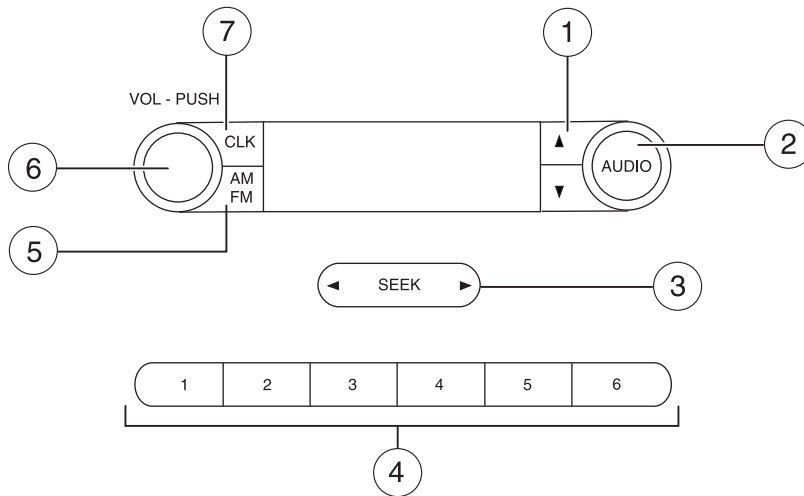 7
1
VOL - PUSH
CLK
▲
2
6
AUDIO
AM
FM
▼
5
◄ SEEK ►
3
1 2 3 4 5 6
4